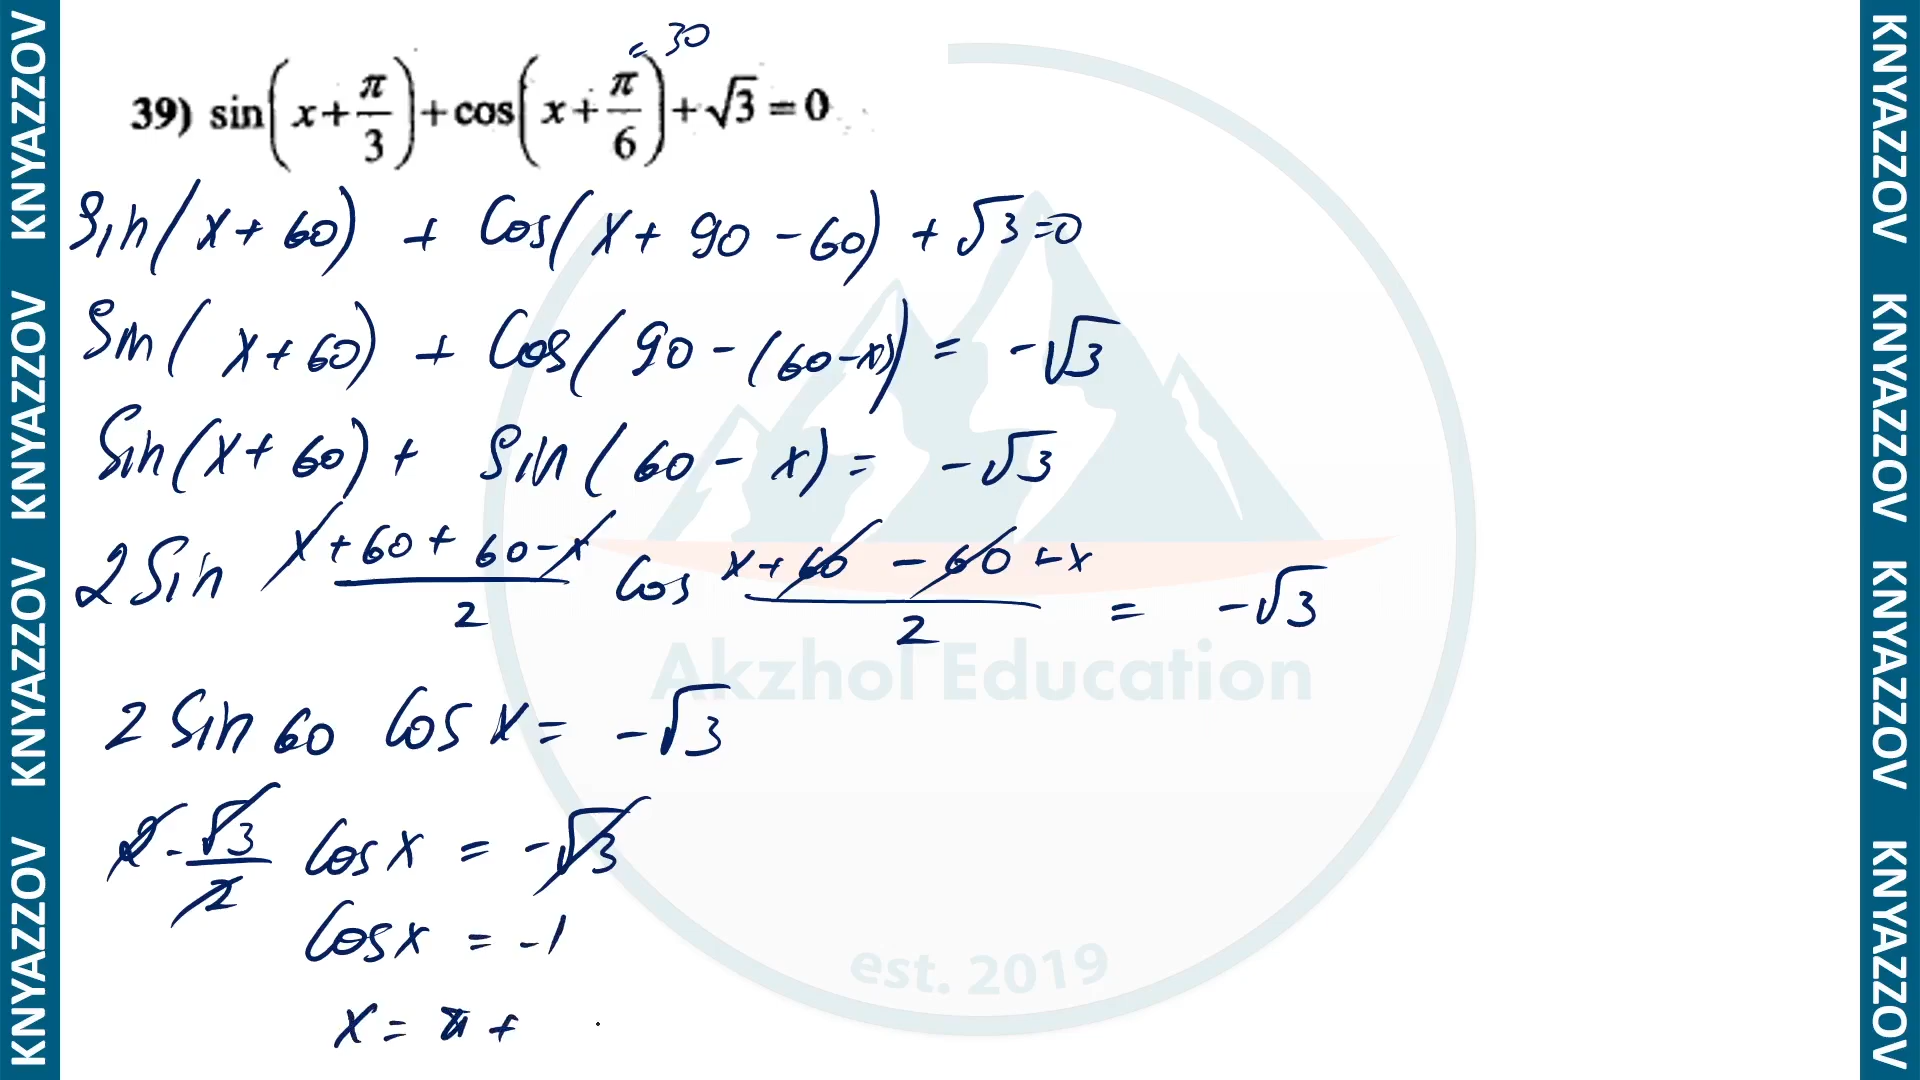 KNYAZZOV KNYAZZOV KNYAZZOV KNYAZZOV
= 30
39) sin(x+π/3)+cos(x+π/6)+√3=0
Sin(x+60) + Cos(x+90-60)+√3=0
Sin(x+60) + Cos(90-(60-x)) = -√3
Sin(x+60)+ Sin(60-x)= -√3
2Sin (x+60+60-x)/2 Cos (x+60-60+x)/2 = -√3
Akzhol Education
2 Sin 60 Cos x = -√3
2·√3/2 Cos x = -√3
Cos x = -1
est. 2019
x = π +
KNYAZZOV KNYAZZOV KNYAZZOV KNYAZZOV